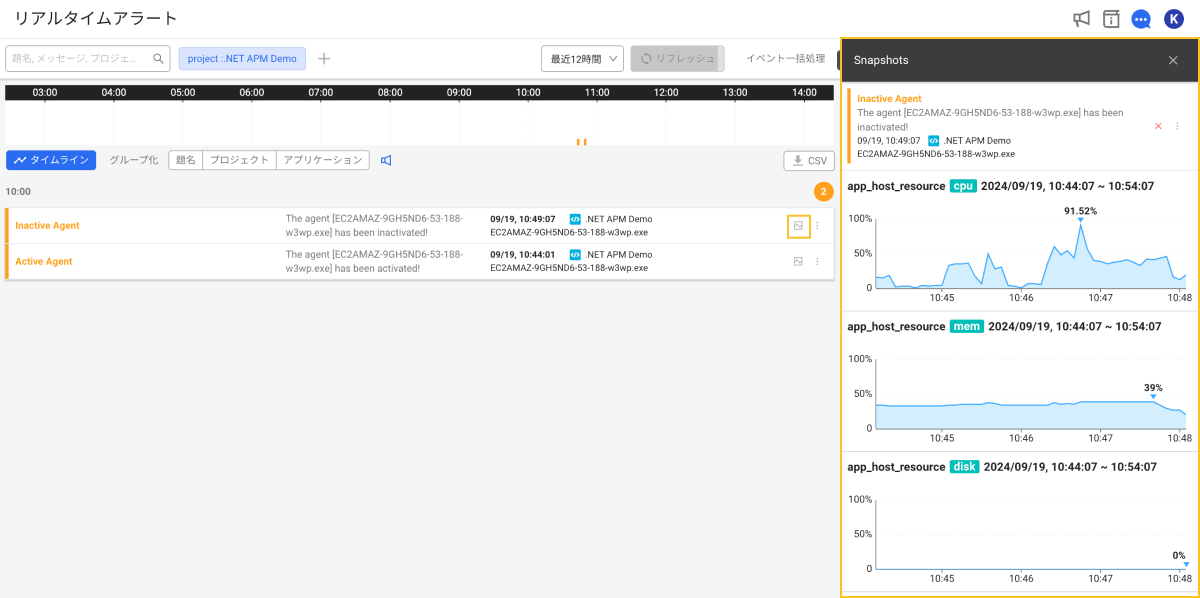 リアルタイムアラート
K
題名, メッセージ, プロジェ...
project :.NET APM Demo
最近12時間
リフレッシュ
イベント一括処理
03:00 04:00 05:00 06:00 07:00 08:00 09:00 10:00 11:00 12:00 13:00 14:00
タイムライン
グループ化
題名
プロジェクト
アプリケーション
CSV
10:00
2
Inactive Agent
The agent [EC2AMAZ-9GH5ND6-53-188-
w3wp.exe] has been inactivated!
09/19, 10:49:07 .NET APM Demo
EC2AMAZ-9GH5ND6-53-188-w3wp.exe
Active Agent
The agent [EC2AMAZ-9GH5ND6-53-188-
w3wp.exe] has been activated!
09/19, 10:44:01 .NET APM Demo
EC2AMAZ-9GH5ND6-53-188-w3wp.exe
Snapshots
Inactive Agent
The agent [EC2AMAZ-9GH5ND6-53-188-w3wp.exe] has been
inactivated!
09/19, 10:49:07 .NET APM Demo
EC2AMAZ-9GH5ND6-53-188-w3wp.exe
app_host_resource cpu 2024/09/19, 10:44:07 ~ 10:54:07
91.52%
100%
50%
0
10:45 10:46 10:47 10:48
app_host_resource mem 2024/09/19, 10:44:07 ~ 10:54:07
100%
39%
50%
0
10:45 10:46 10:47 10:48
app_host_resource disk 2024/09/19, 10:44:07 ~ 10:54:07
100%
50%
0%
0
10:45 10:46 10:47 10:48